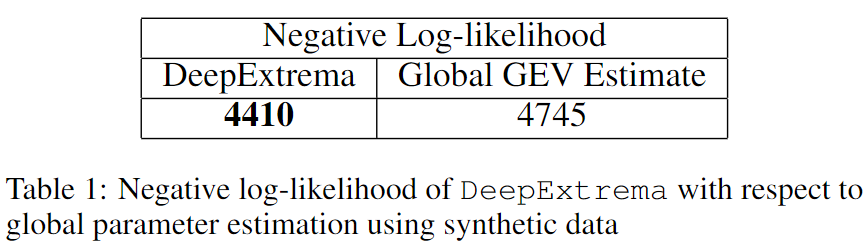 Negative Log-likelihood
DeepExtrema Global GEV Estimate
4410 4745
Table 1: Negative log-likelihood of DeepExtrema with respect to
global parameter estimation using synthetic data